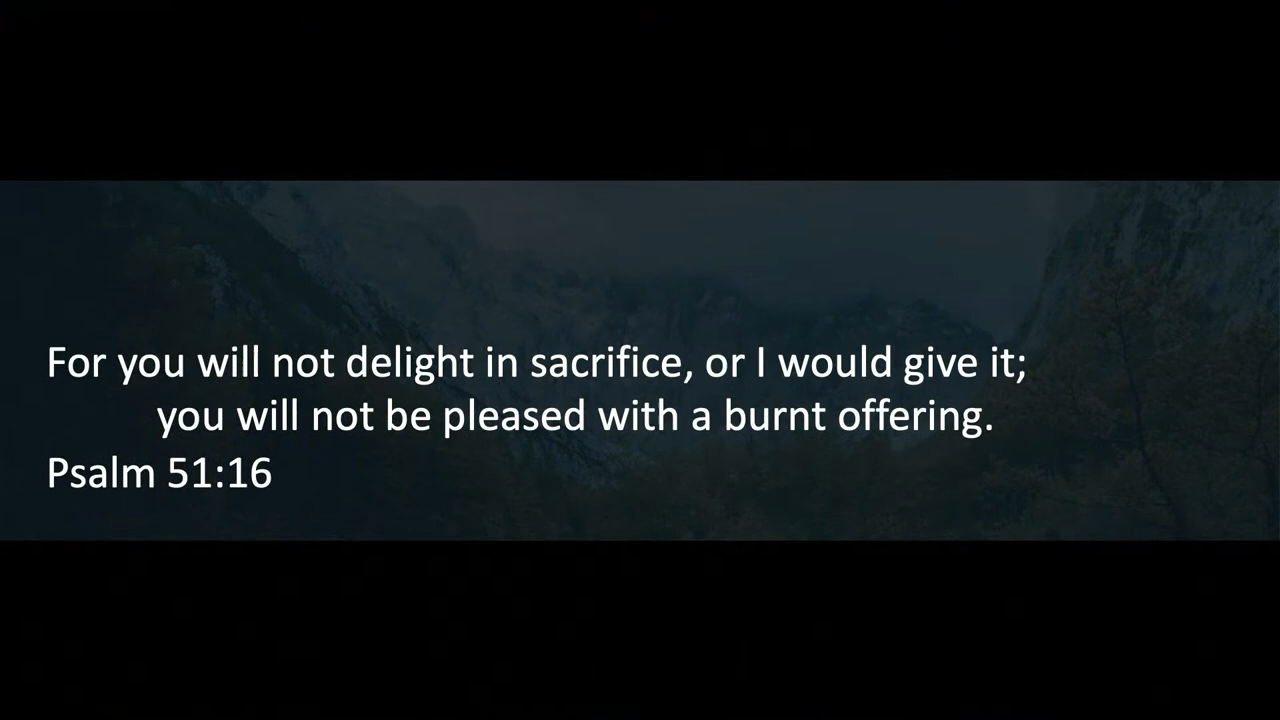 For you will not delight in sacrifice, or I would give it;
you will not be pleased with a burnt offering.
Psalm 51:16